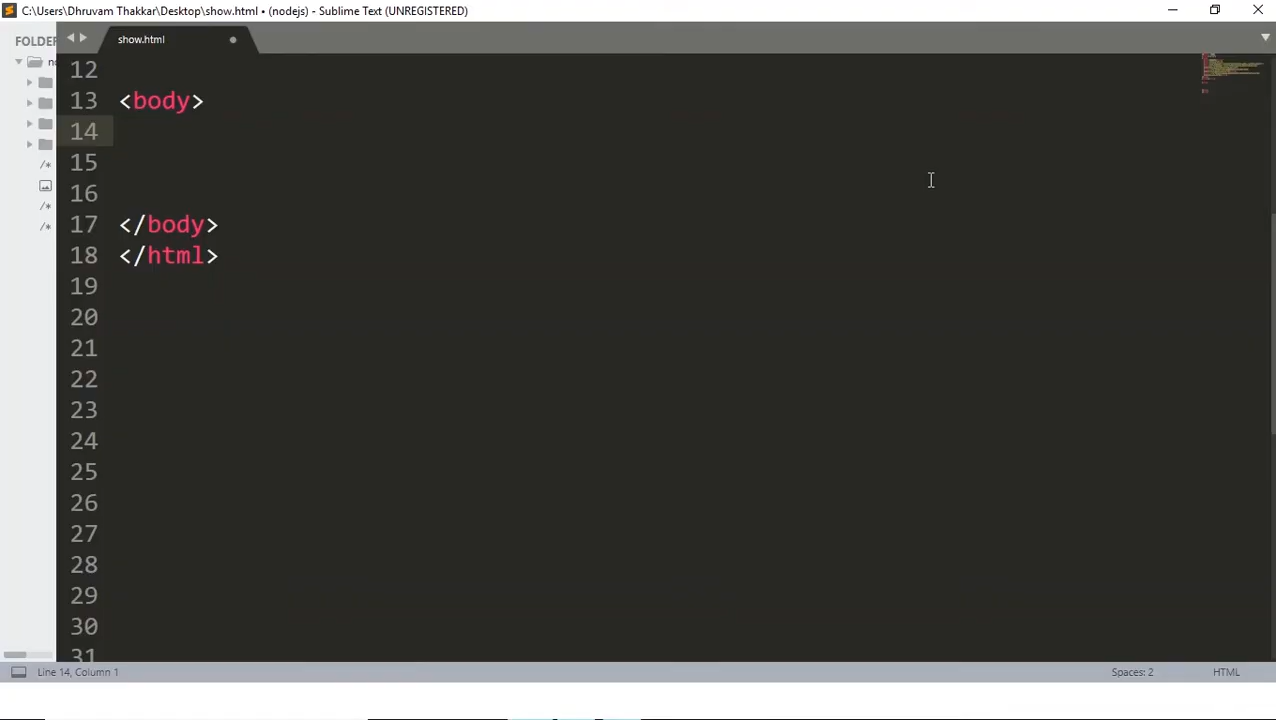 C:\Users\Dhruvam Thakkar\Desktop\show.html • (nodejs) - Sublime Text (UNREGISTERED)
FOLDER
show.html
12
13 <body>
14
15
16
17 </body>
18 </html>
19
20
21
22
23
24
25
26
27
28
29
30
31
/*
/*
/*
Line 14, Column 1
Spaces: 2
HTML